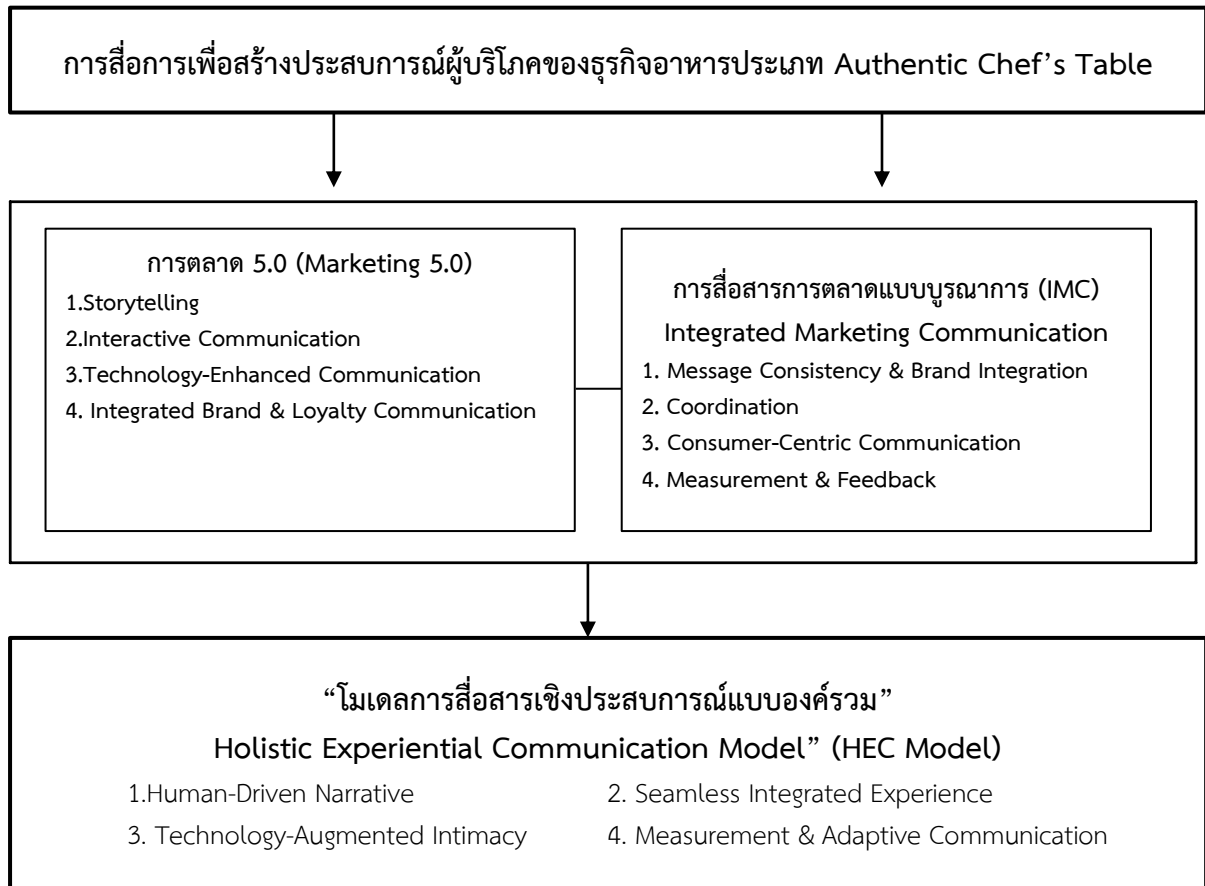 การสื่อการเพื่อสร้างประสบการณ์ผู้บริโภคของธุรกิจอาหารประเภท Authentic Chef’s Table
การตลาด 5.0 (Marketing 5.0)
1.Storytelling
2.Interactive Communication
3.Technology-Enhanced Communication
4. Integrated Brand & Loyalty Communication
การสื่อสารการตลาดแบบบูรณาการ (IMC)
Integrated Marketing Communication
1. Message Consistency & Brand Integration
2. Coordination
3. Consumer-Centric Communication
4. Measurement & Feedback
“โมเดลการสื่อสารเชิงประสบการณ์แบบองค์รวม”
Holistic Experiential Communication Model” (HEC Model)
1.Human-Driven Narrative 2. Seamless Integrated Experience
3. Technology-Augmented Intimacy 4. Measurement & Adaptive Communication